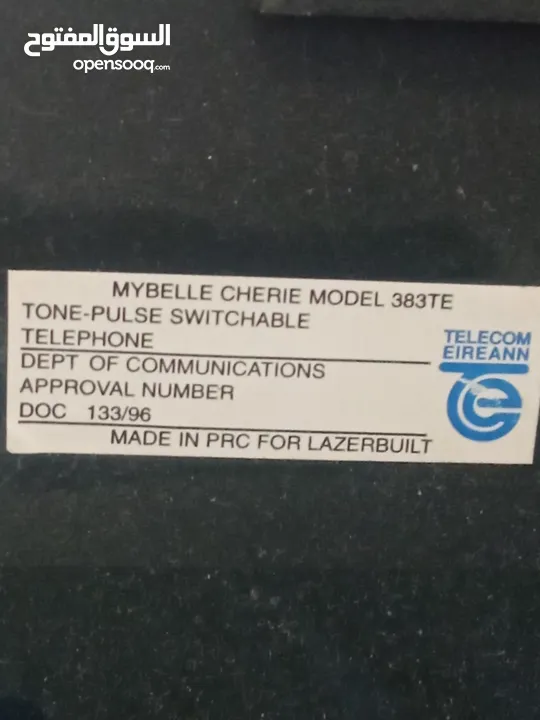 السوق المفتوح
opensooq.com
MYBELLE CHERIE MODEL 383TE
TONE-PULSE SWITCHABLE
TELEPHONE
DEPT OF COMMUNICATIONS
APPROVAL NUMBER
DOC 133/96
MADE IN PRC FOR LAZERBUILT
TELECOM
EIREANN